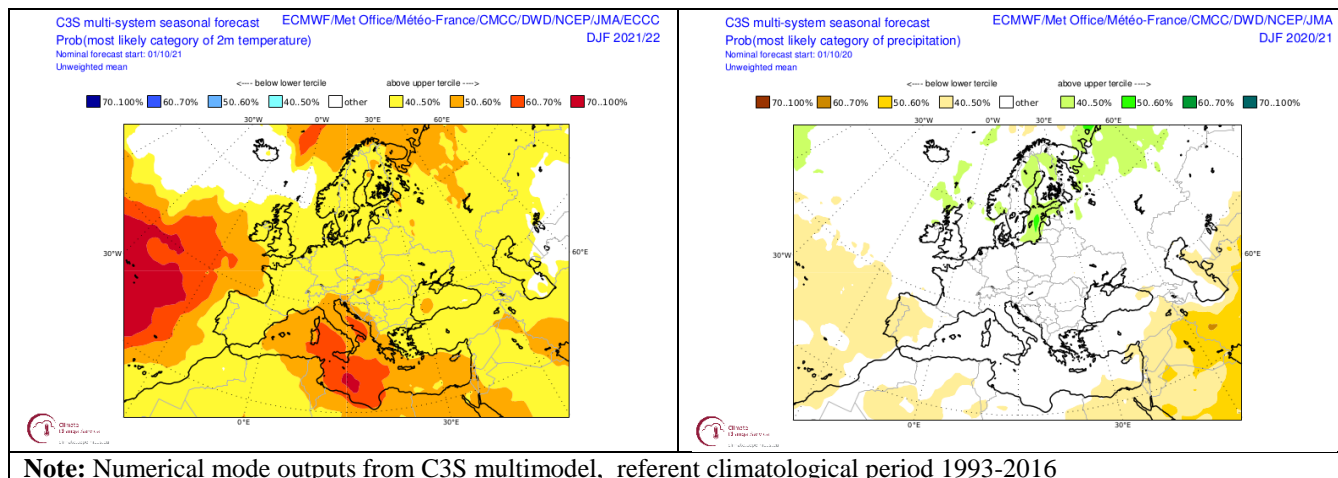 C3S multi-system seasonal forecast ECMWF/Met Office/Météo-France/CMCC/DWD/NCEP/JMA/ECCC
Prob(most likely category of 2m temperature) DJF 2021/22
Nominal forecast start: 01/10/21
Unweighted mean
<---- below lower tercile above upper tercile ---->
70..100% 60..70% 50..60% 40..50% other 40..50% 50..60% 60..70% 70..100%
30°W 0°W 30°E 60°E
30°W 60°E
0°E 30°E
Climate
Change Service
C3S multi-system seasonal forecast ECMWF/Met Office/Météo-France/CMCC/DWD/NCEP/JMA
Prob(most likely category of precipitation) DJF 2020/21
Nominal forecast start: 01/10/20
Unweighted mean
<---- below lower tercile above upper tercile ---->
70..100% 60..70% 50..60% 40..50% other 40..50% 50..60% 60..70% 70..100%
30°W 0°W 30°E 60°E
30°W 60°E
0°E 30°E
Climate
Change Service
Note: Numerical mode outputs from C3S multimodel, referent climatological period 1993-2016